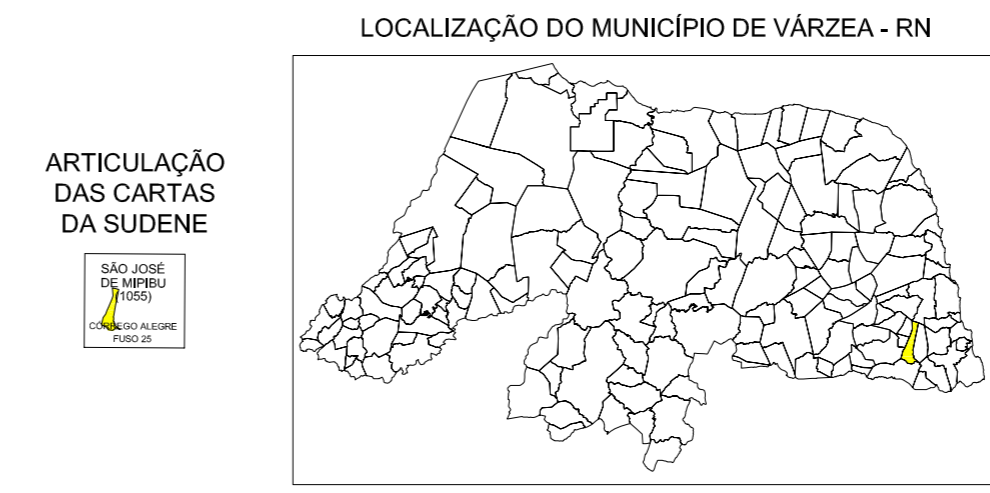 LOCALIZAÇÃO DO MUNICÍPIO DE VÁRZEA - RN
ARTICULAÇÃO
DAS CARTAS
DA SUDENE
SÃO JOSÉ
DE MIPIBU
(1055)
CÓRREGO ALEGRE
FUSO 25